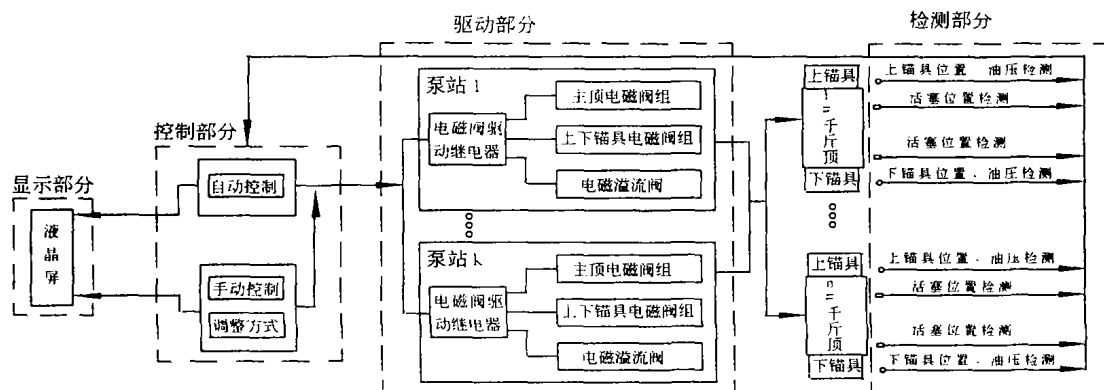 驱动部分
检测部分
控制部分
显示部分
液晶屏
自动控制
手动控制
调整方式
泵站 1
电磁阀驱
动继电器
主顶电磁阀组
上下锚具电磁阀组
电磁溢流阀
泵站 k
电磁阀驱
动继电器
主顶电磁阀组
上下锚具电磁阀组
电磁溢流阀
上锚具
千斤顶
下锚具
上锚具
千斤顶
下锚具
上锚具位置、油压检测
活塞位置检测
活塞位置检测
下锚具位置、油压检测
上锚具位置、油压检测
活塞位置检测
活塞位置检测
下锚具位置、油压检测